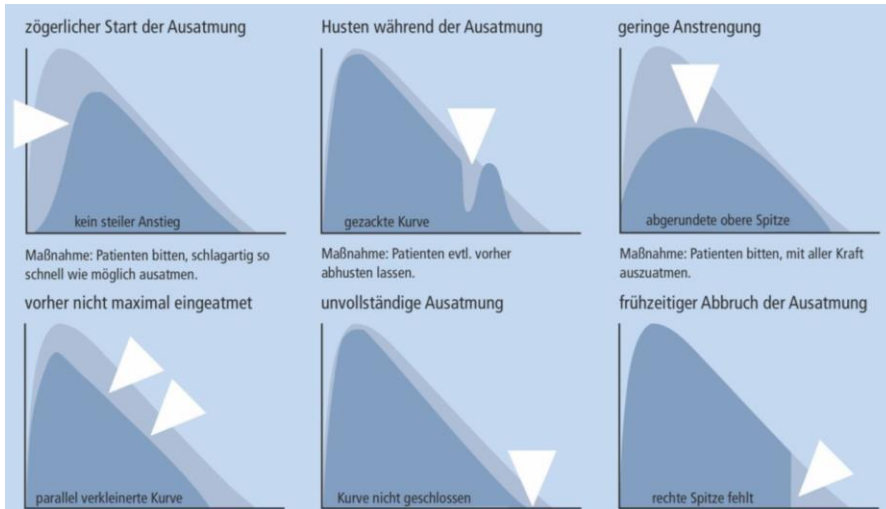 zögerlicher Start der Ausatmung
Husten während der Ausatmung
geringe Anstrengung
kein steiler Anstieg
gezackte Kurve
abgerundete obere Spitze
Maßnahme: Patienten bitten, schlagartig so
schnell wie möglich ausatmen.
Maßnahme: Patienten evtl. vorher
abhusten lassen.
Maßnahme: Patienten bitten, mit aller Kraft
auszuatmen.
vorher nicht maximal eingeatmet
unvollständige Ausatmung
frühzeitiger Abbruch der Ausatmung
parallel verkleinerte Kurve
Kurve nicht geschlossen
rechte Spitze fehlt